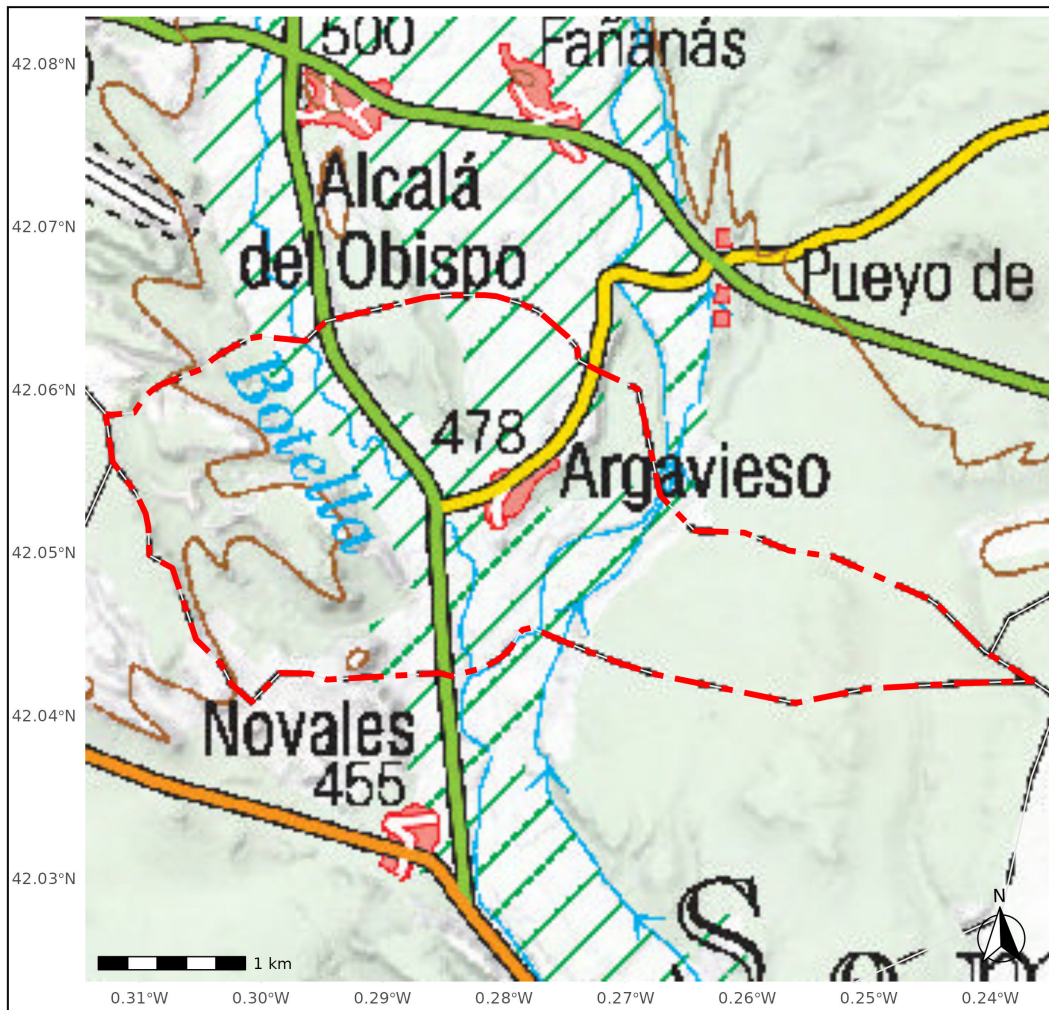 500
Fañanás
Alcalá
del Obispo
Pueyo de
Botella
478
Argavieso
Novales
455
S
N
1 km
42.08°N
42.07°N
42.06°N
42.05°N
42.04°N
42.03°N
0.31°W
0.30°W
0.29°W
0.28°W
0.27°W
0.26°W
0.25°W
0.24°W